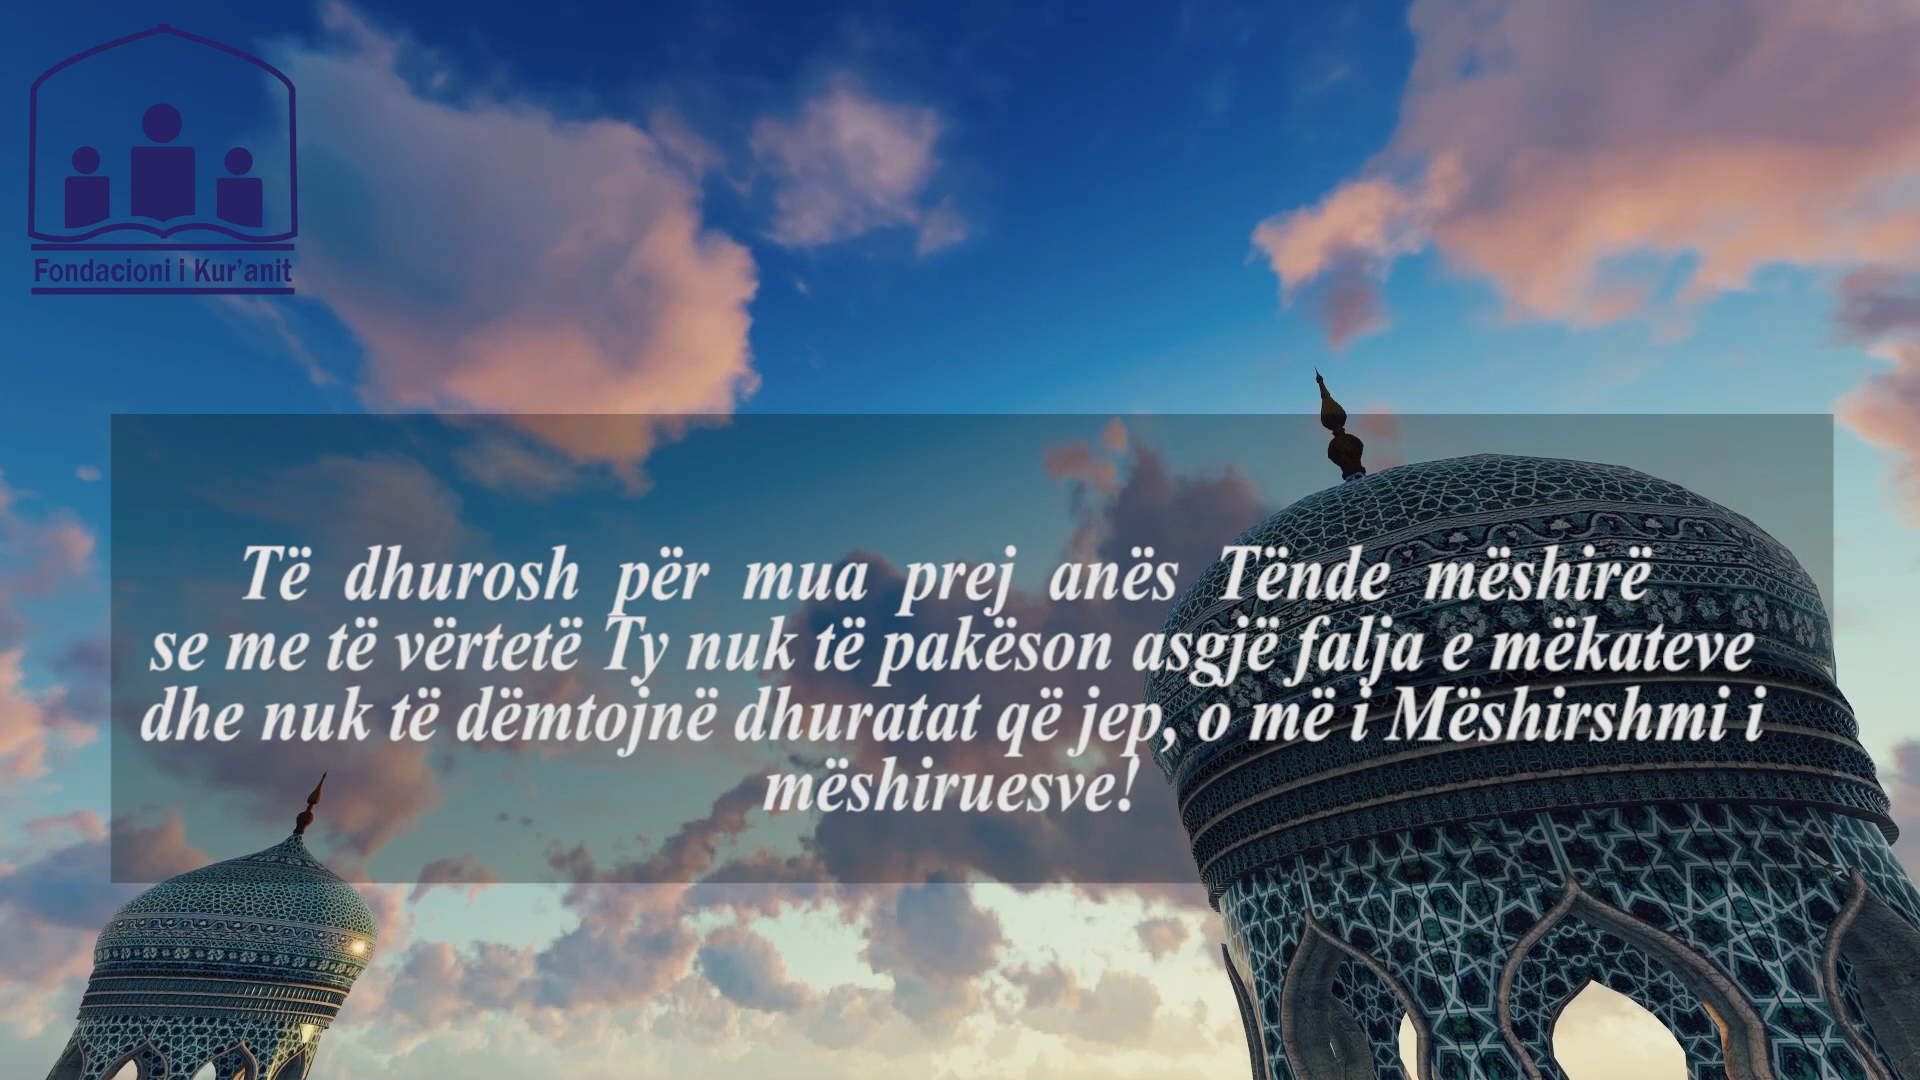 Fondacioni i Kur'anit
Të dhurosh për mua prej anës Tënde mëshirë
se me të vërtetë Ty nuk të pakëson asgjë falja e mëkateve
dhe nuk të dëmtojnë dhuratat që jep, o më i Mëshirshmi i
mëshiruesve!